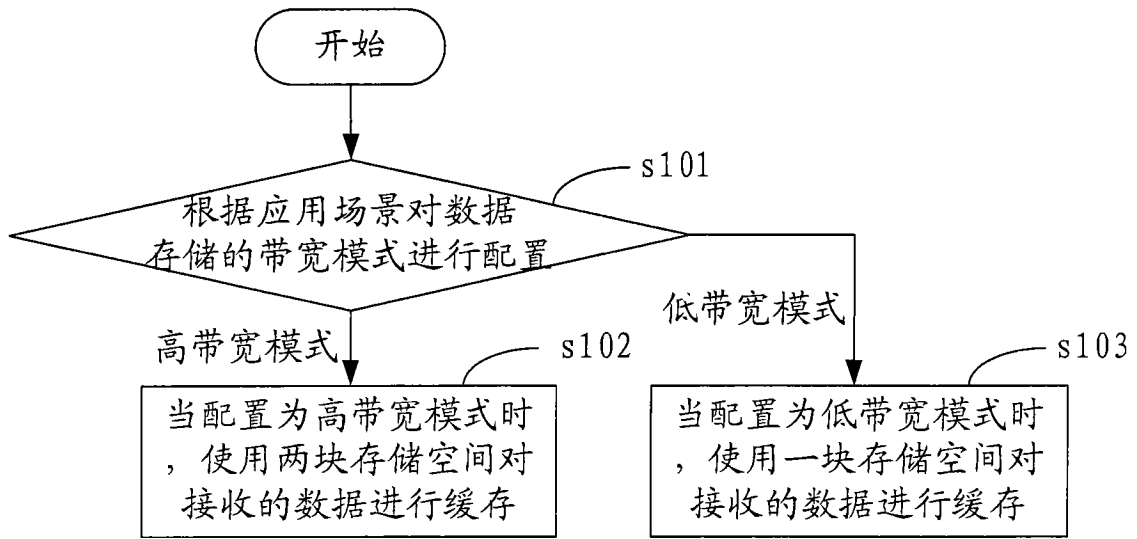 开始
s101
根据应用场景对数据
存储的带宽模式进行配置
低带宽模式
高带宽模式
s102
s103
当配置为高带宽模式时
，使用两块存储空间对
接收的数据进行缓存
当配置为低带宽模式时
，使用一块存储空间对
接收的数据进行缓存